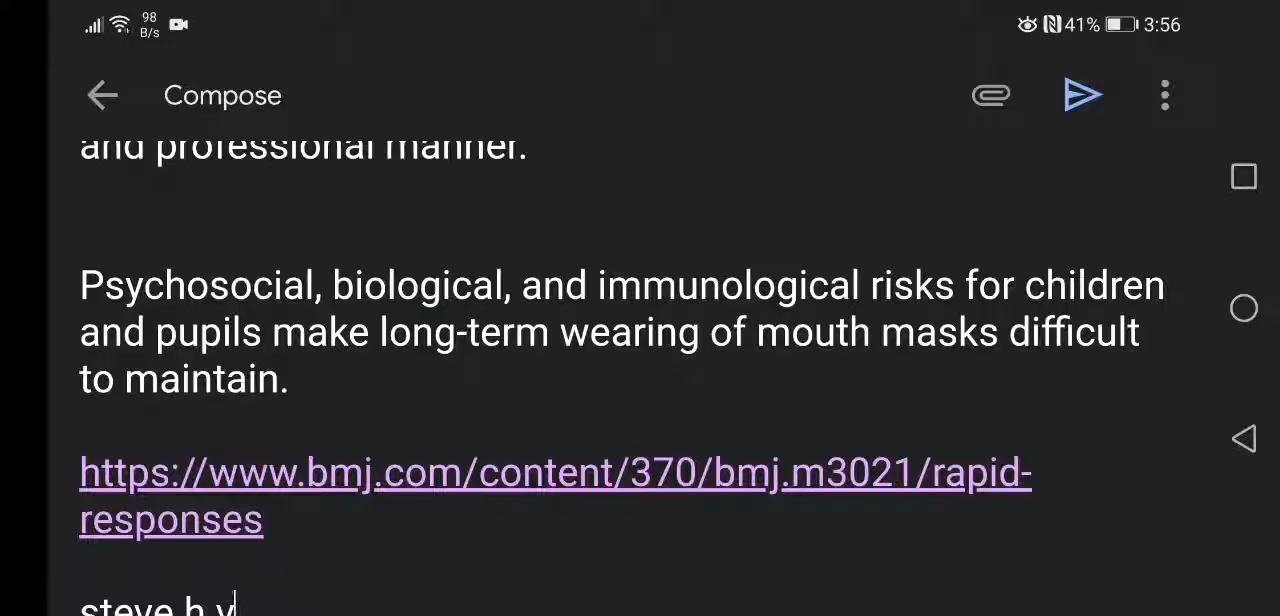 98
B/s
41%
3:56
Compose
and professional manner.
Psychosocial, biological, and immunological risks for children
and pupils make long-term wearing of mouth masks difficult
to maintain.
https://www.bmj.com/content/370/bmj.m3021/rapid-
responses
steve h y